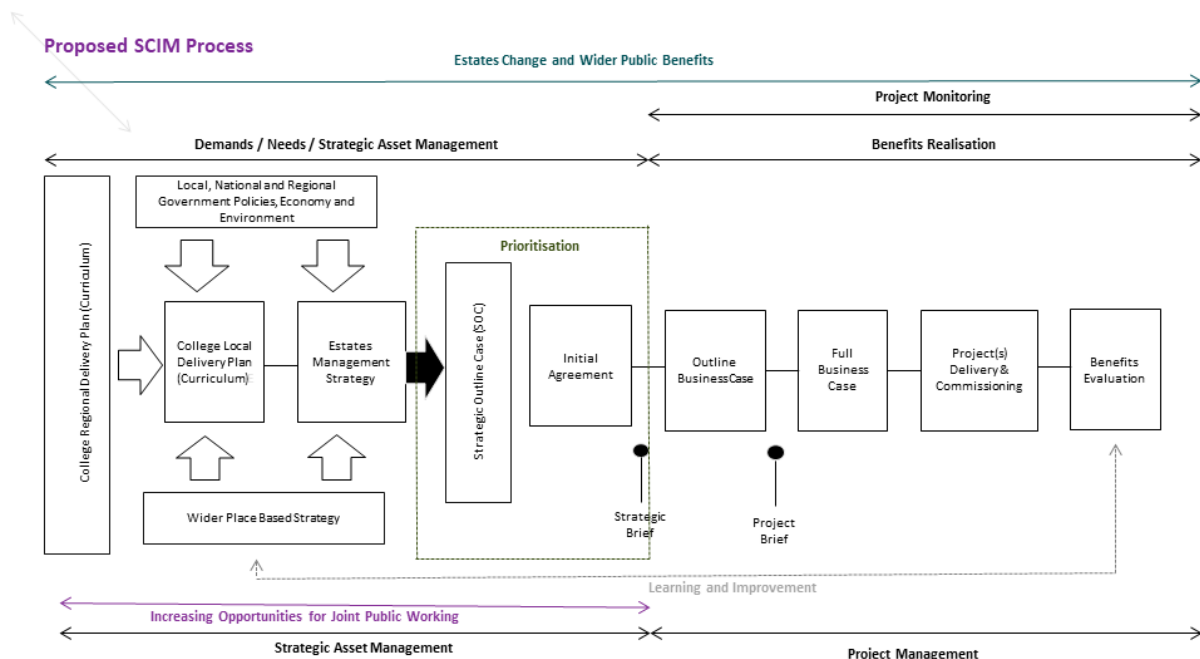 Proposed SCIM Process
Estates Change and Wider Public Benefits
Project Monitoring
Demands / Needs / Strategic Asset Management
Benefits Realisation
College Regional Delivery Plan (Curriculum)
Local, National and Regional
Government Policies, Economy and
Environment
College Local
Delivery Plan
(Curriculum)
Estates
Management
Strategy
Wider Place Based Strategy
Prioritisation
Strategic Outline Case (SOC)
Initial
Agreement
Outline
Business Case
Full
Business
Case
Project(s)
Delivery &
Commissioning
Benefits
Evaluation
Strategic
Brief
Project
Brief
Learning and Improvement
Increasing Opportunities for Joint Public Working
Strategic Asset Management
Project Management